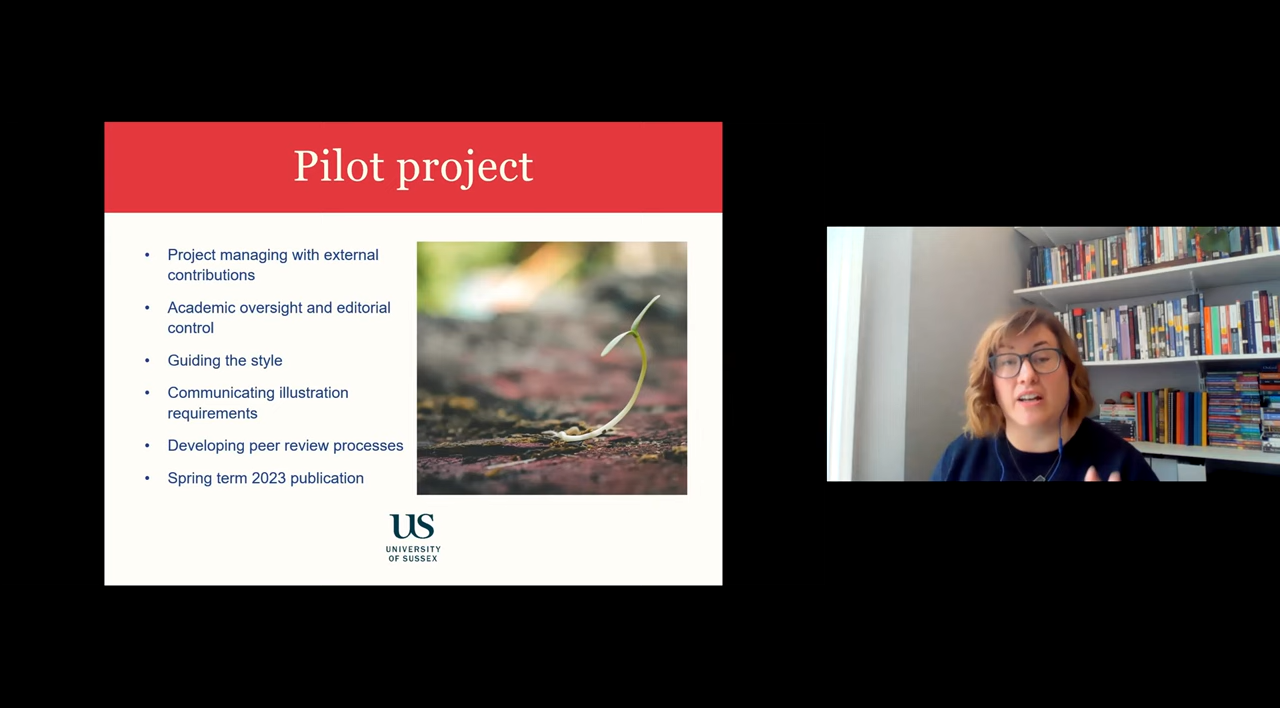 Pilot project
• Project managing with external
contributions
• Academic oversight and editorial
control
• Guiding the style
• Communicating illustration
requirements
• Developing peer review processes
• Spring term 2023 publication
US
UNIVERSITY
OF SUSSEX